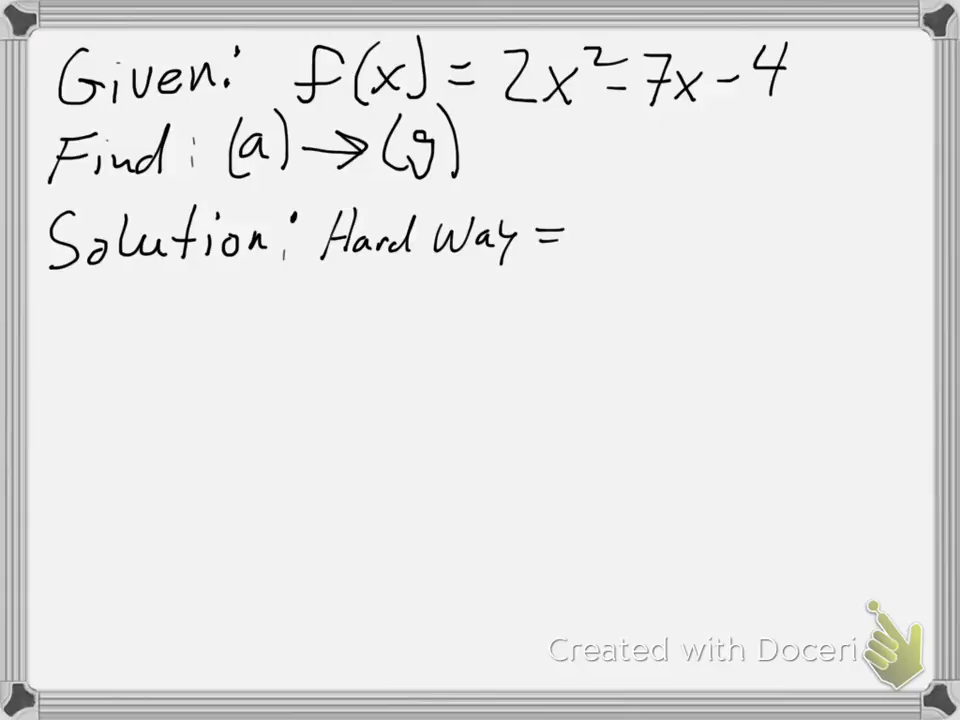 Given: f(x) = 2x² - 7x - 4
Find: (a) → (g)
Solution: Hard Way =
Created with Doceri